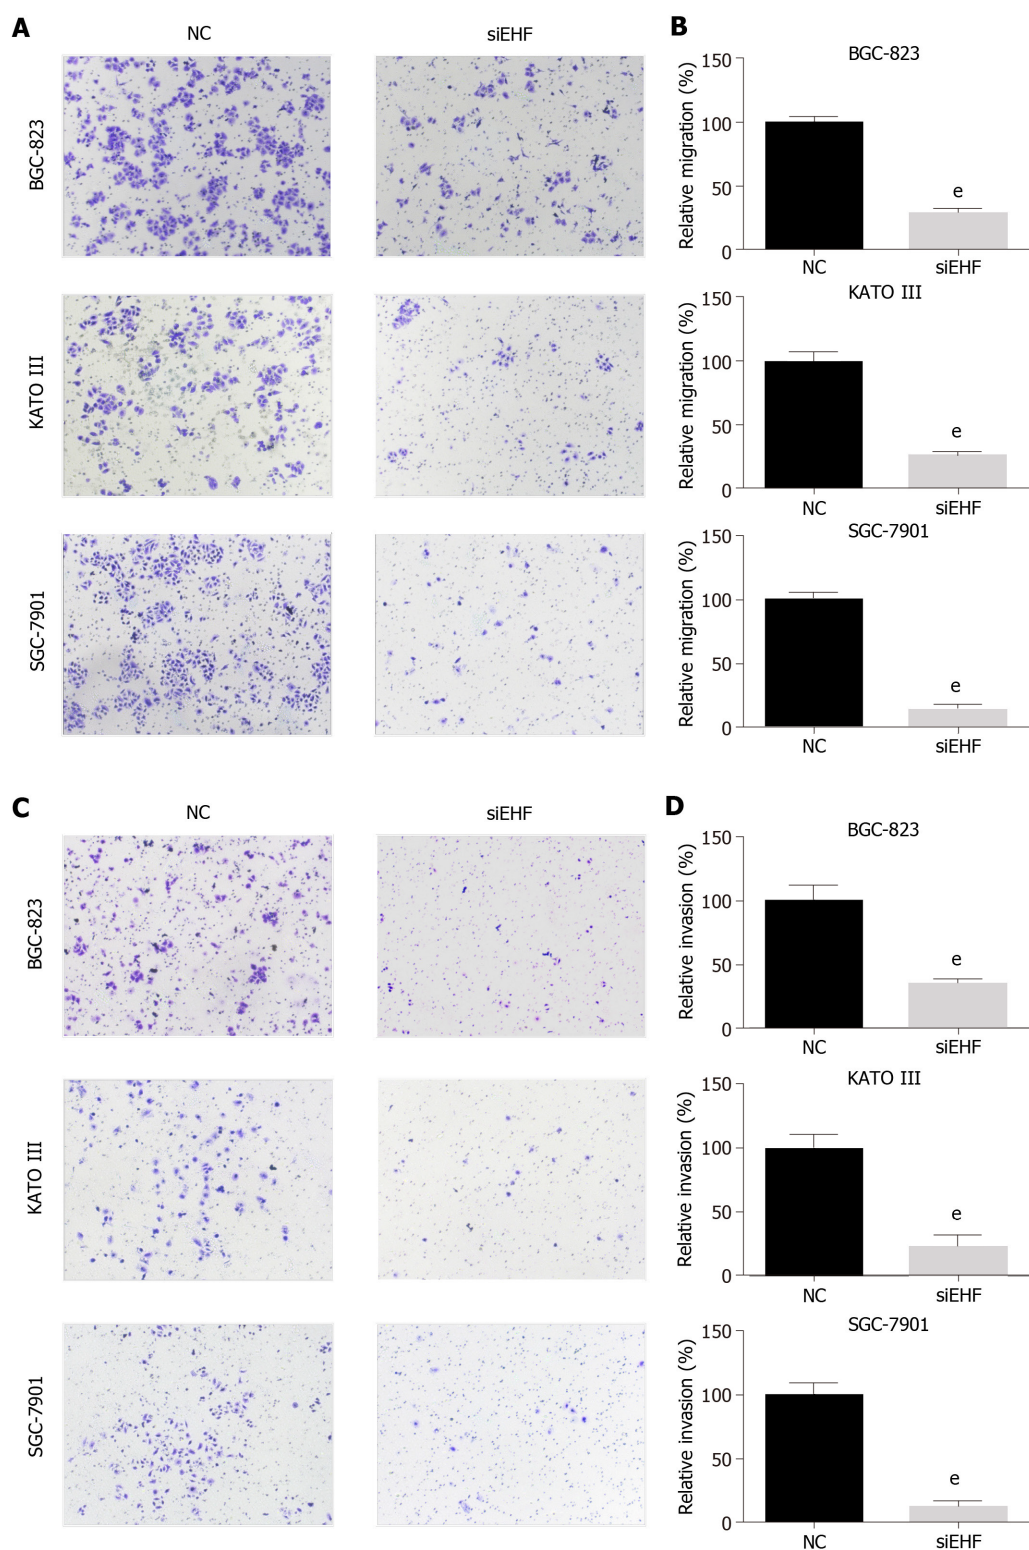 A
NC
siEHF
BGC-823
KATO III
SGC-7901
B
BGC-823
Relative migration (%)
150
100
50
0
e
NC
siEHF
KATO III
Relative migration (%)
150
100
50
0
e
NC
siEHF
SGC-7901
Relative migration (%)
150
100
50
0
e
NC
siEHF
C
NC
siEHF
BGC-823
KATO III
SGC-7901
D
BGC-823
Relative invasion (%)
150
100
50
0
e
NC
siEHF
KATO III
Relative invasion (%)
150
100
50
0
e
NC
siEHF
SGC-7901
Relative invasion (%)
150
100
50
0
e
NC
siEHF